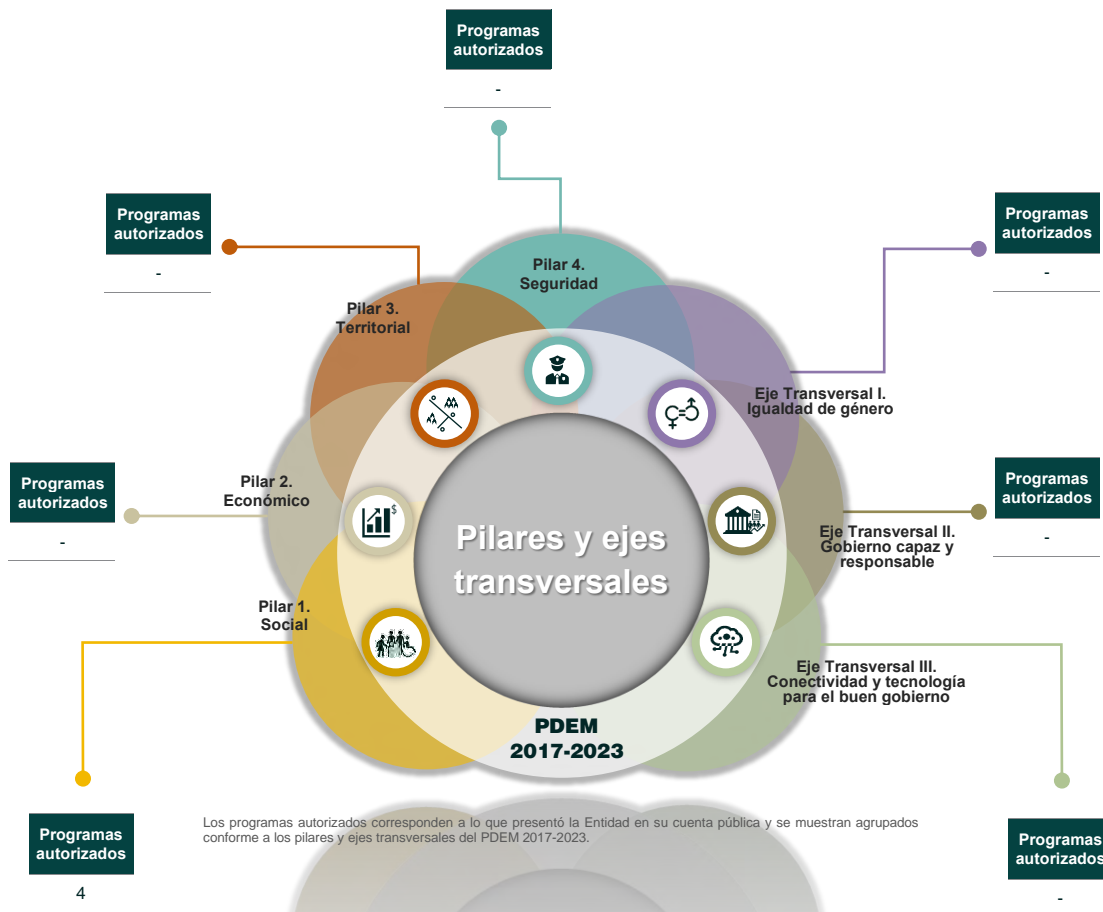 Programas
autorizados
-
Programas
autorizados
-
Programas
autorizados
-
Pilar 4.
Seguridad
Pilar 3.
Territorial
Eje Transversal I.
Igualdad de género
Programas
autorizados
-
Pilar 2.
Económico
$
Programas
autorizados
-
Eje Transversal II.
Gobierno capaz y
responsable
Pilares y ejes
transversales
Pilar 1.
Social
Eje Transversal III.
Conectividad y tecnología
para el buen gobierno
PDEM
2017-2023
Los programas autorizados corresponden a lo que presentó la Entidad en su cuenta pública y se muestran agrupados
conforme a los pilares y ejes transversales del PDEM 2017-2023.
Programas
autorizados
4
Programas
autorizados
-